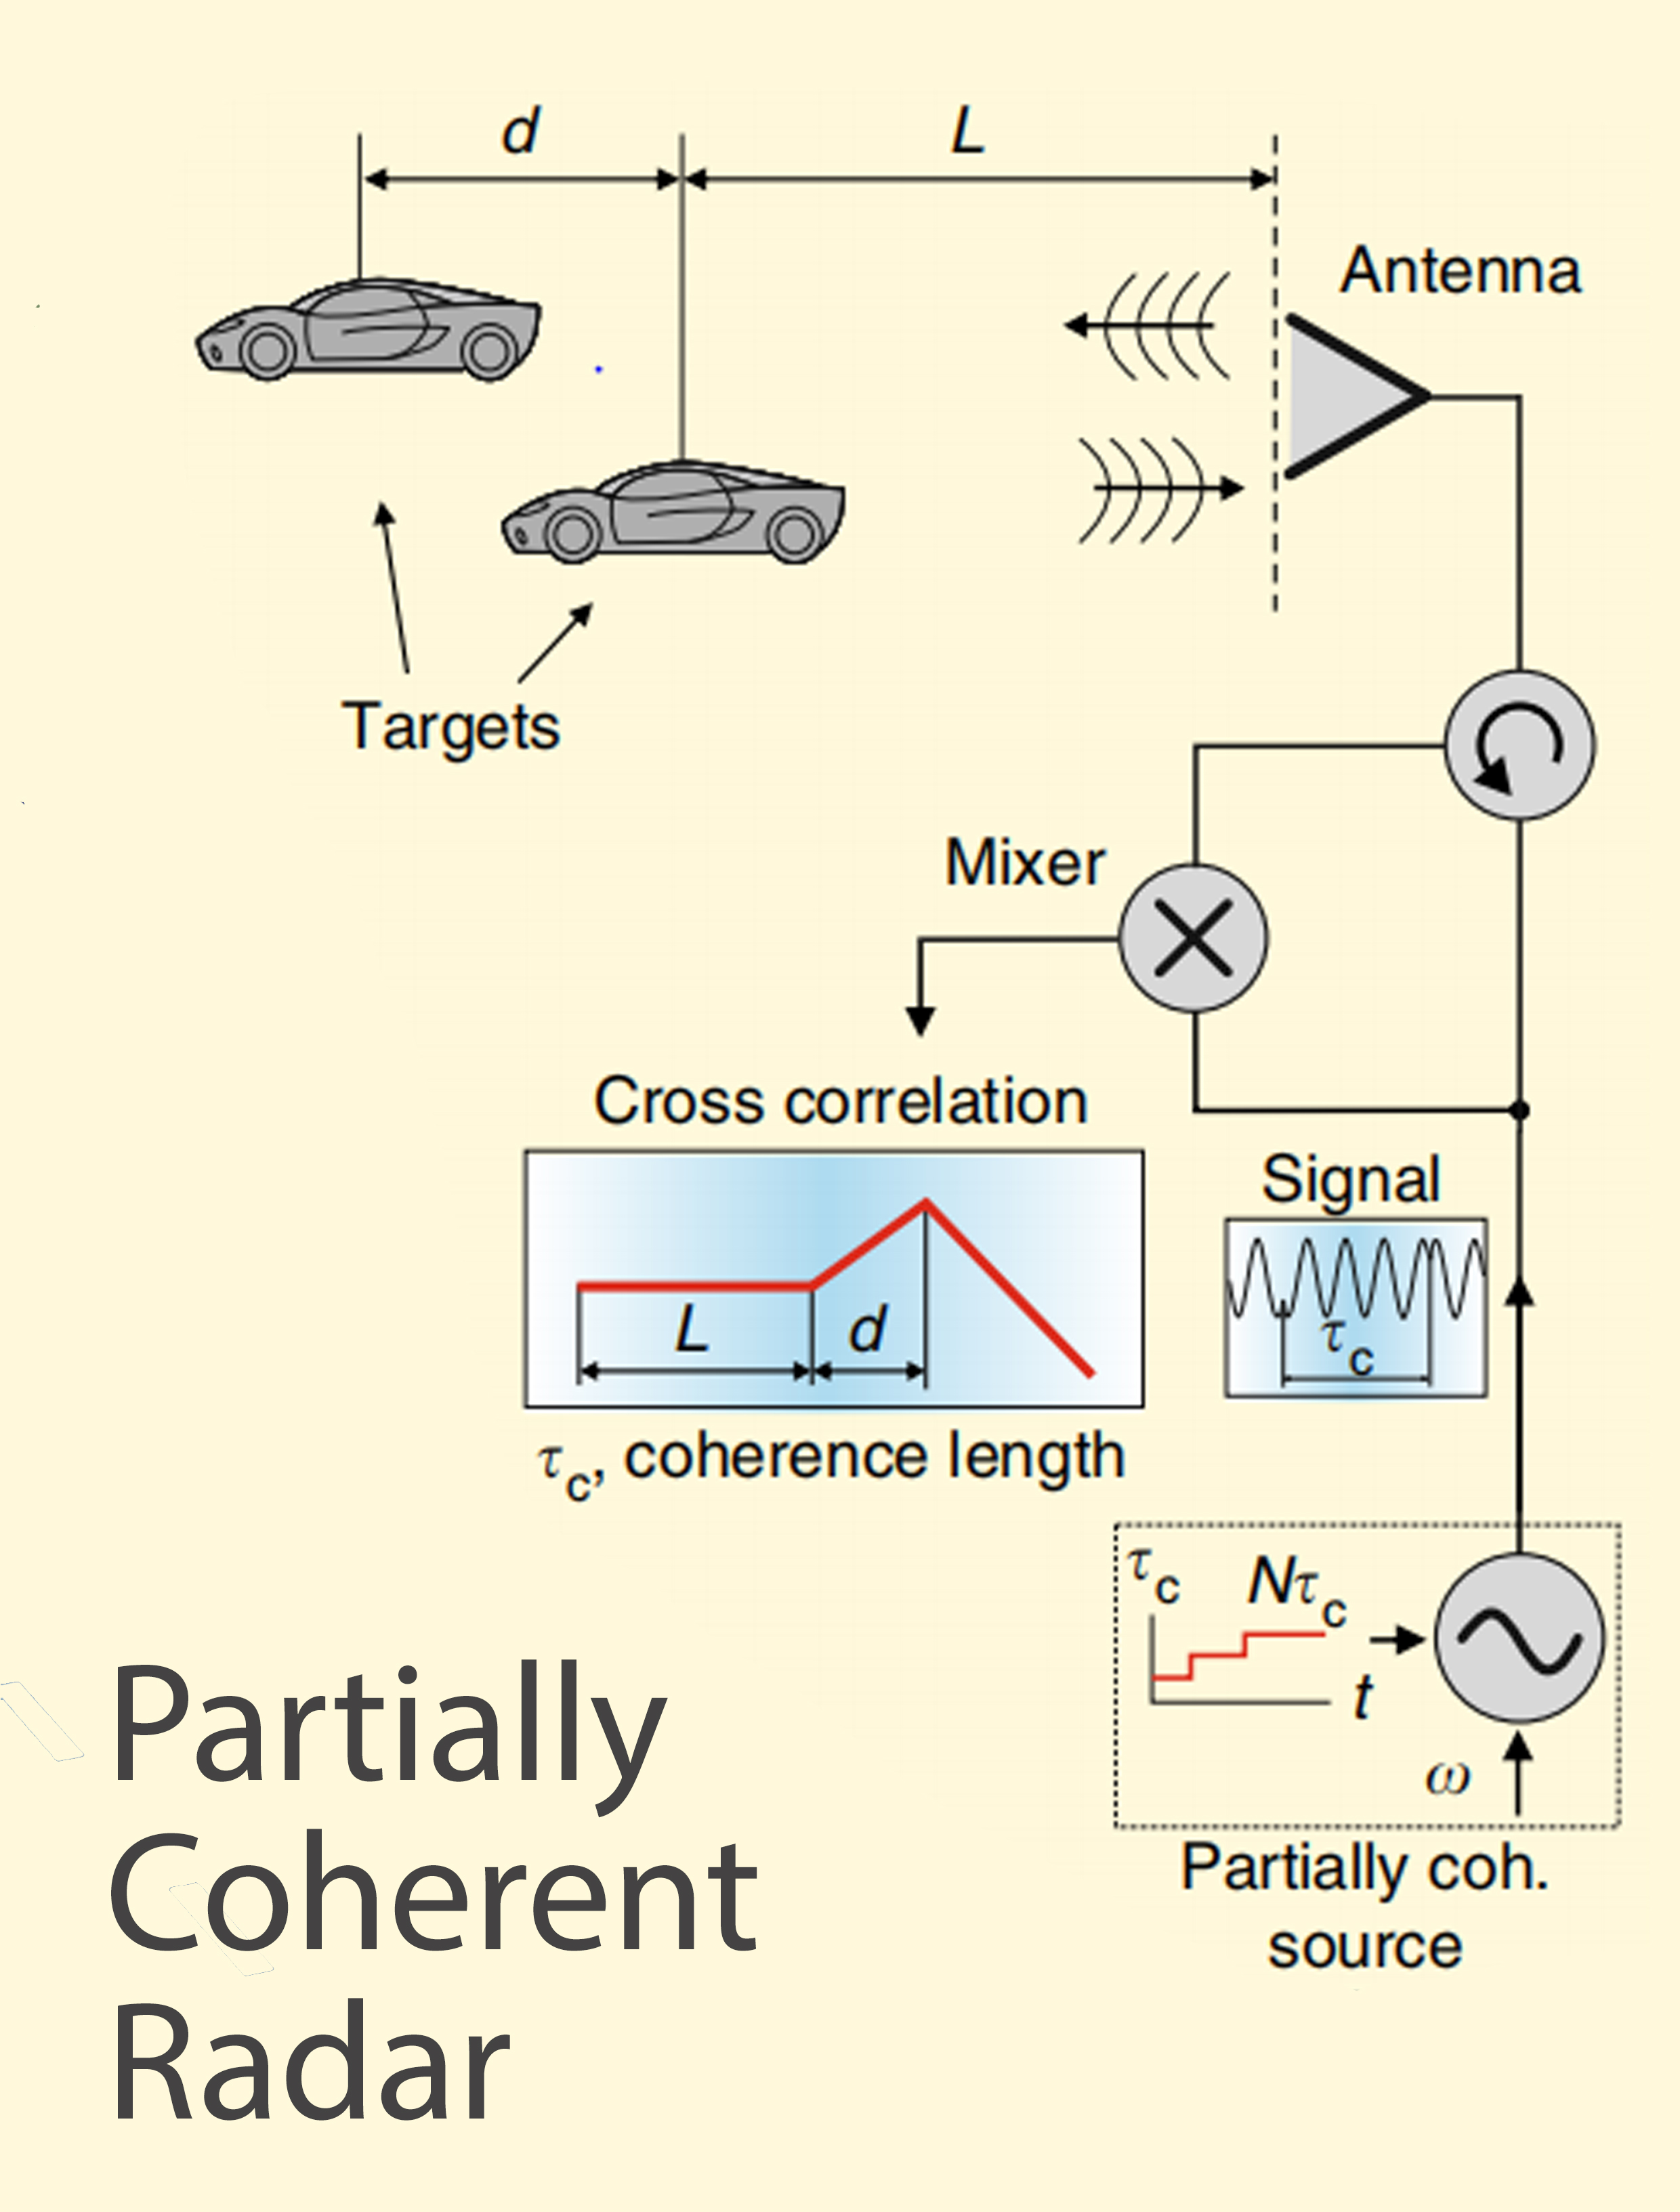 d
L
Antenna
Targets
Mixer
Cross correlation
Signal
L
d
τc
τc, coherence length
τc
Nτc
t
ω
Partially coh.
source
Partially
Coherent
Radar